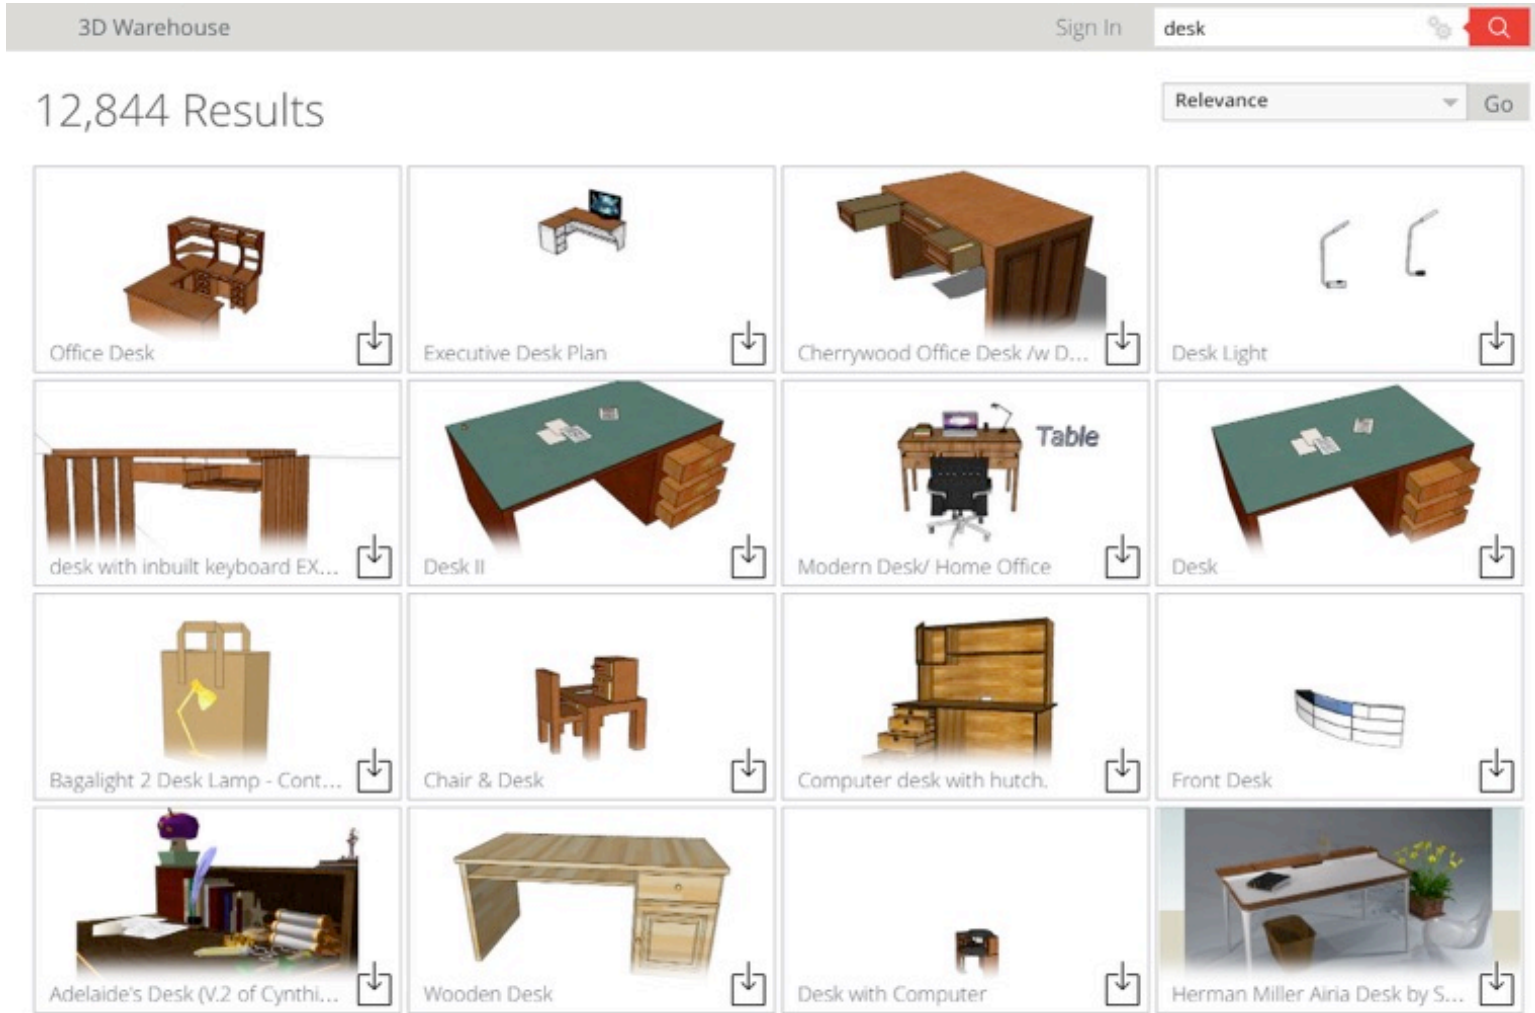 3D Warehouse
Sign In
desk
12,844 Results
Relevance
Go
Office Desk
Executive Desk Plan
Cherrywood Office Desk /w D...
Desk Light
Table
desk with inbuilt keyboard EX...
Desk II
Modern Desk/ Home Office
Desk
Bagalight 2 Desk Lamp - Cont...
Chair & Desk
Computer desk with hutch.
Front Desk
Adelaide's Desk (V.2 of Cynthi...
Wooden Desk
Desk with Computer
Herman Miller Airia Desk by S...